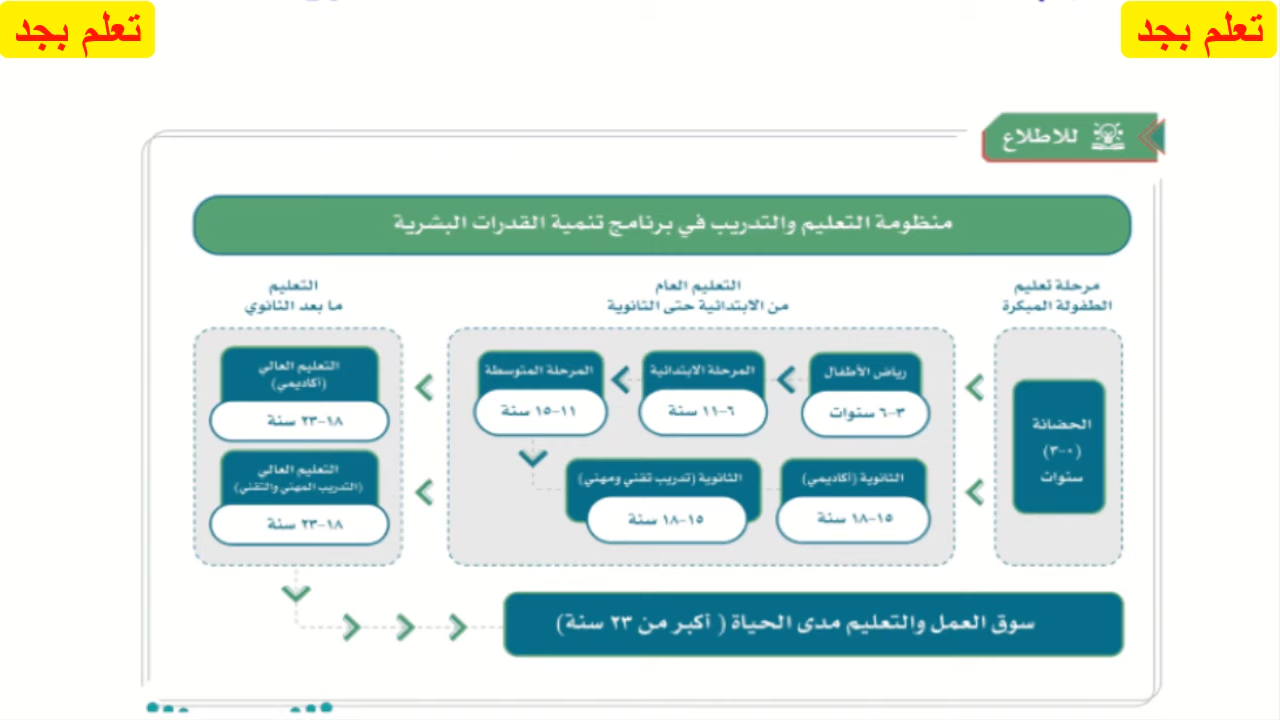 تعلم بجد
تعلم بجد
للاطلاع
منظومة التعليم والتدريب في برنامج تنمية القدرات البشرية
مرحلة تعليم
الطفولة المبكرة
التعليم العام
من الابتدائية حتى الثانوية
التعليم
ما بعد الثانوي
الحضانة
(٠-٣)
سنوات
رياض الأطفال
٣-٦ سنوات
المرحلة الابتدائية
٦-١١ سنة
المرحلة المتوسطة
١١-١٥ سنة
الثانوية (أكاديمي)
١٥-١٨ سنة
الثانوية (تدريب تقني ومهني)
١٥-١٨ سنة
التعليم العالي
(أكاديمي)
١٨-٢٣ سنة
التعليم العالي
(التدريب المهني والتقني)
١٨-٢٣ سنة
سوق العمل والتعليم مدى الحياة ( أكبر من ٢٣ سنة)